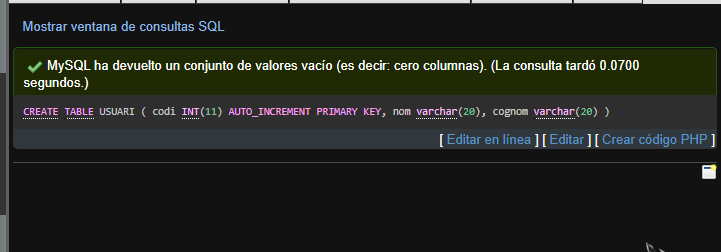 Mostrar ventana de consultas SQL
MySQL ha devuelto un conjunto de valores vacío (es decir: cero columnas). (La consulta tardó 0.0700
segundos.)
CREATE TABLE USUARI ( codi INT(11) AUTO_INCREMENT PRIMARY KEY, nom varchar(20), cognom varchar(20) )
[ Editar en línea ] [ Editar ] [ Crear código PHP ]